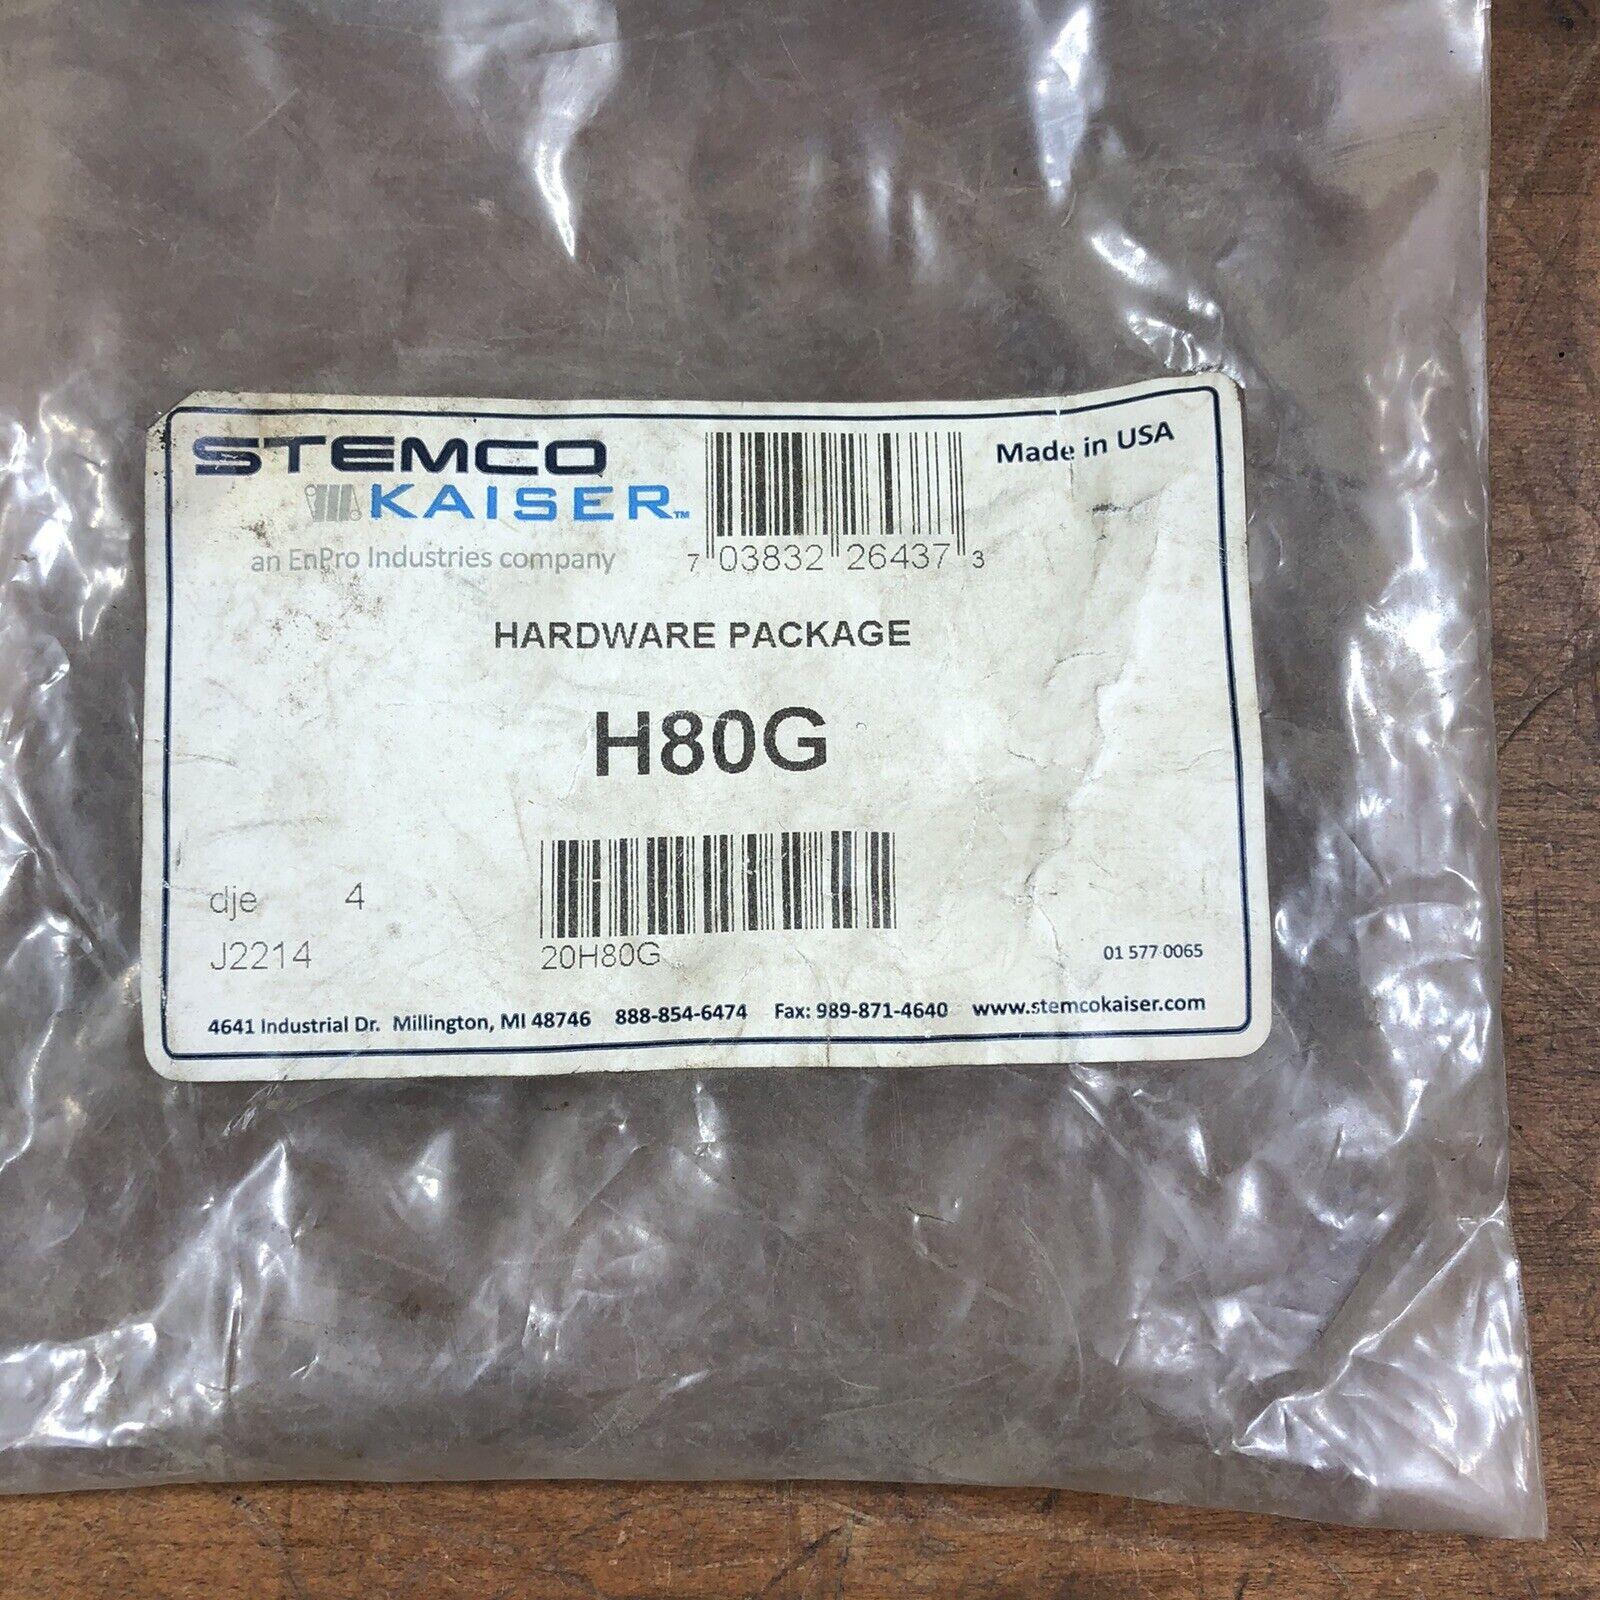 STEMCO
KAISER™
an EnPro Industries company
7 03832 26437 3
Made in USA
HARDWARE PACKAGE
H80G
dje 4
J2214
20H80G
01 577 0065
4641 Industrial Dr. Millington, MI 48746 888-854-6474 Fax: 989-871-4640 www.stemcokaiser.com